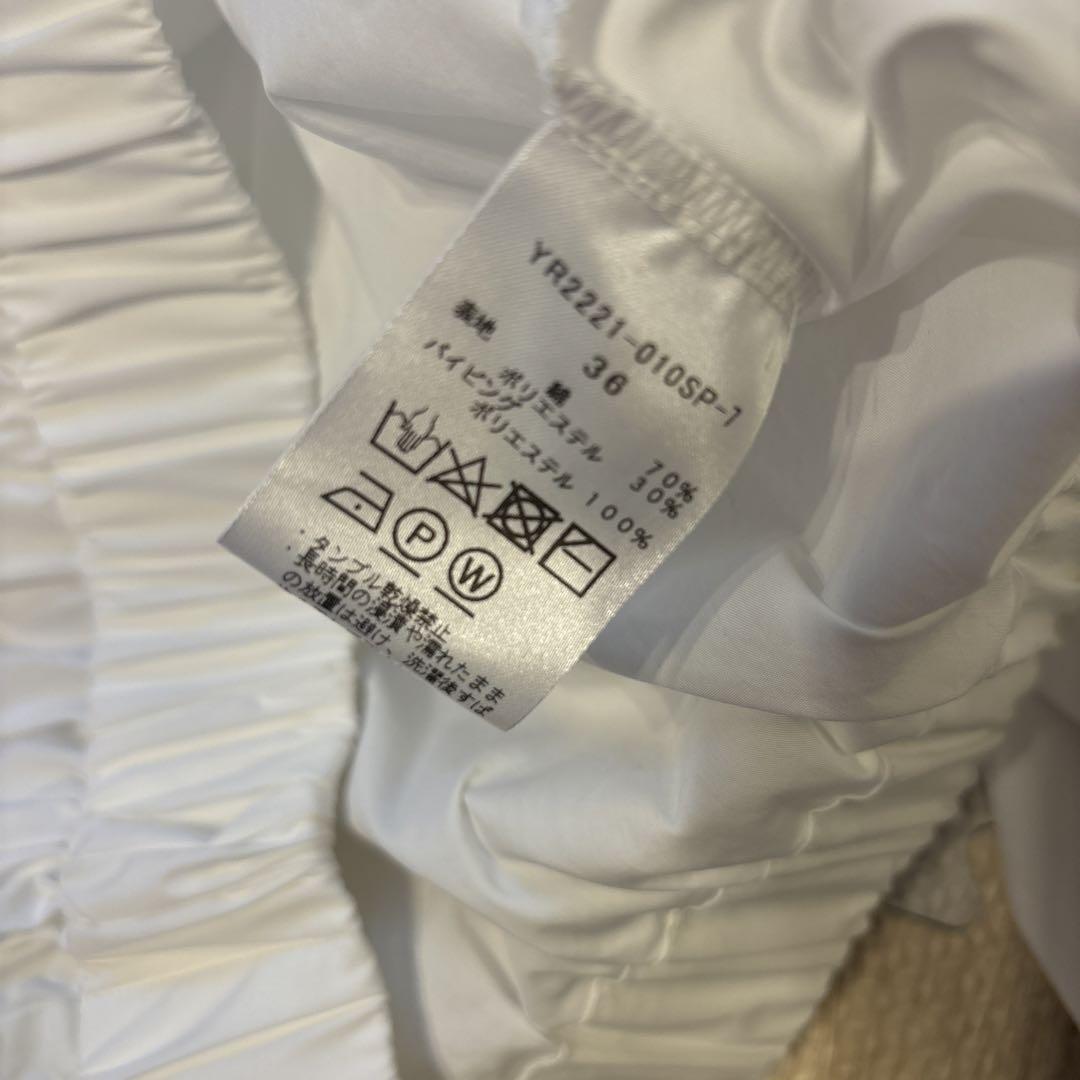 YR2221-010SP-1
36
表地 綿 70%
ポリエステル 30%
パイピング
ポリエステル 100%
P W
・タンブル乾燥禁止
・長時間の浸漬や濡れたまま
の放置は避け、洗濯後すぱ